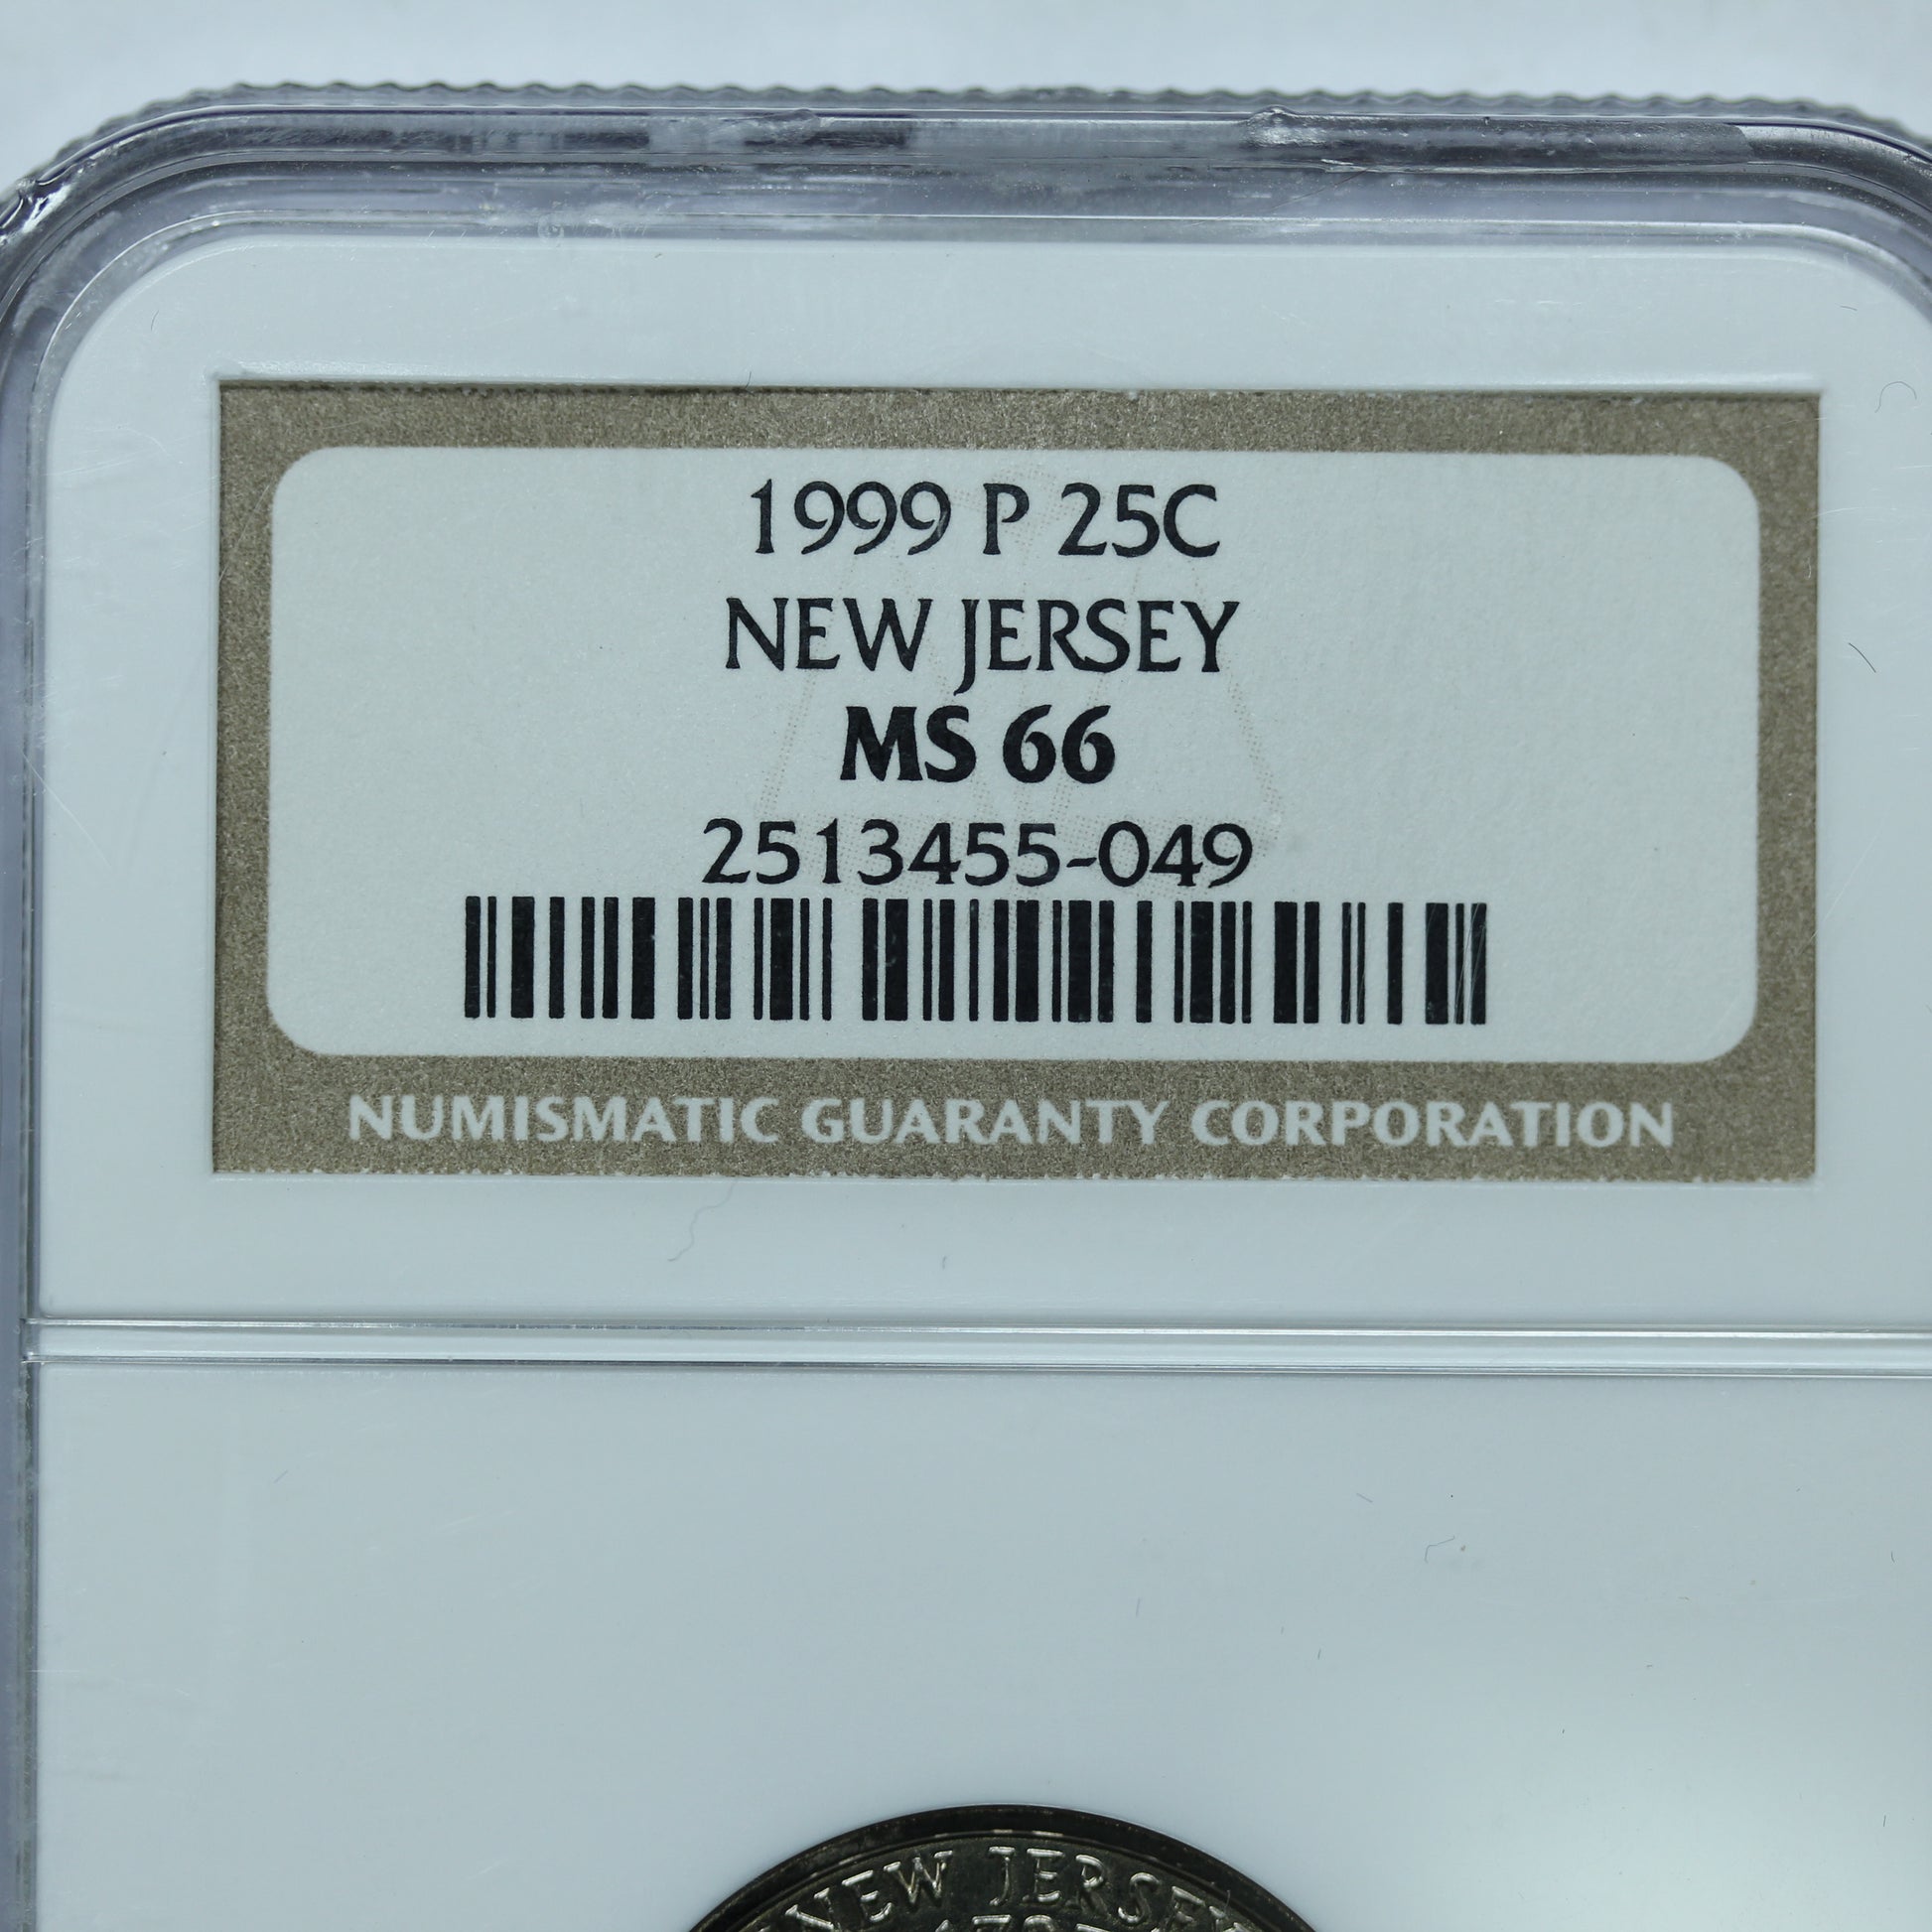 1999 P 25C
NEW JERSEY
MS 66
2513455-049
NUMISMATIC GUARANTY CORPORATION
NEW JERSEY